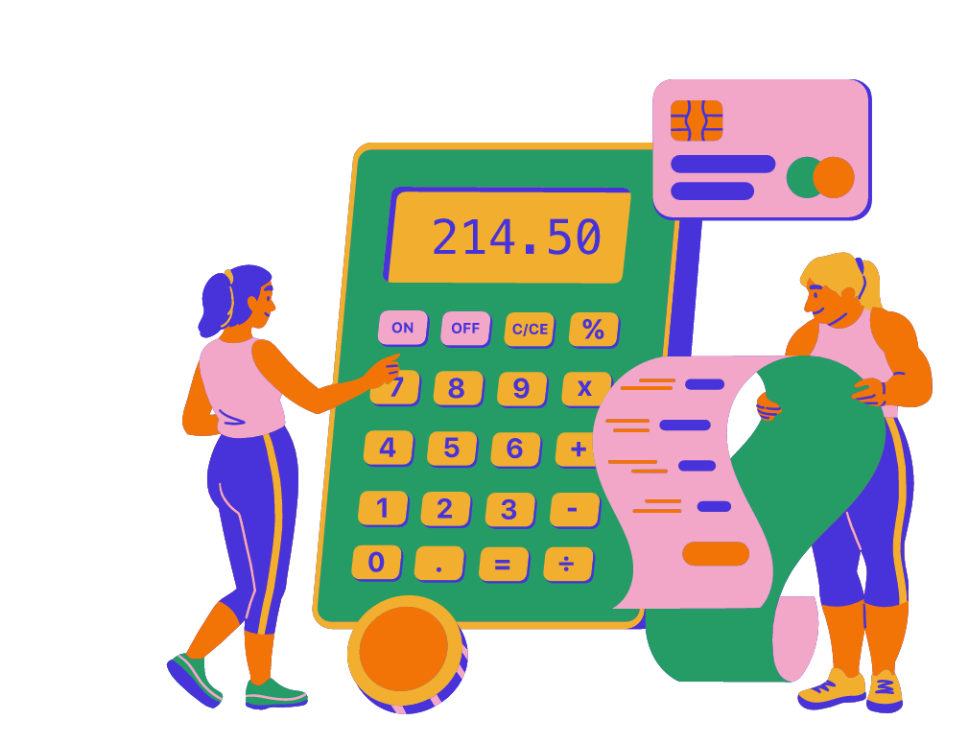 214.50
ON OFF C/CE %
7 8 9 x
4 5 6 +
1 2 3 -
0 . = ÷